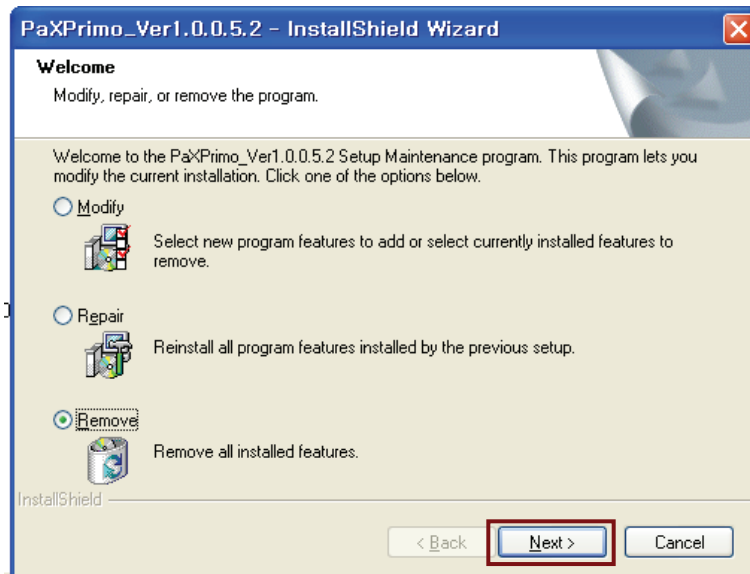 PaXPrimo_Ver1.0.0.5.2 - InstallShield Wizard
Welcome
Modify, repair, or remove the program.
Welcome to the PaXPrimo_Ver1.0.0.5.2 Setup Maintenance program. This program lets you
modify the current installation. Click one of the options below.
Modify
Select new program features to add or select currently installed features to
remove.
Repair
Reinstall all program features installed by the previous setup.
Remove
Remove all installed features.
InstallShield
< Back
Next >
Cancel